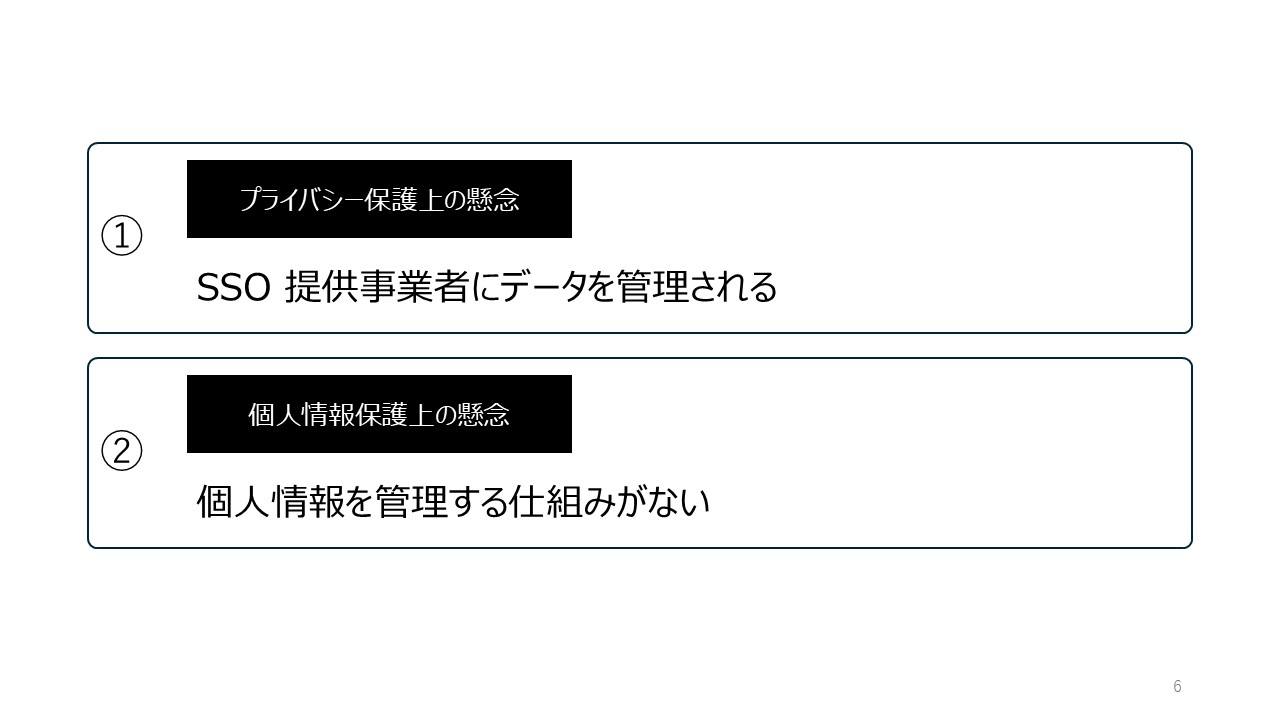 ①
プライバシー保護上の懸念
SSO 提供事業者にデータを管理される
②
個人情報保護上の懸念
個人情報を管理する仕組みがない
6